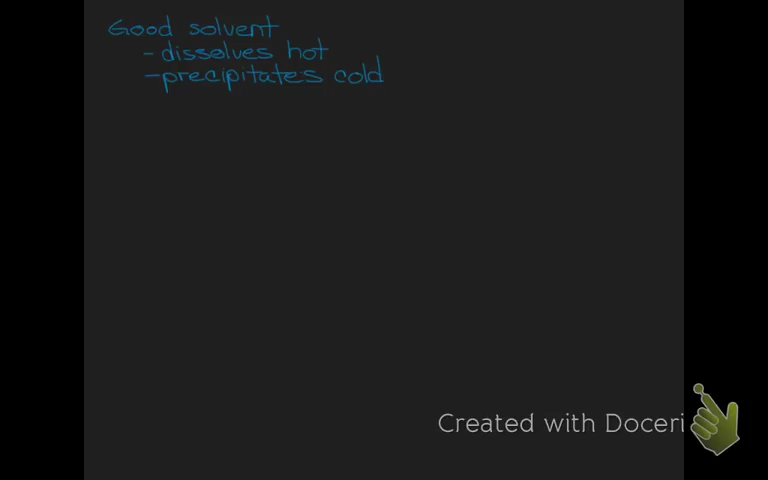 Good solvent
- dissolves hot
- precipitates cold
Created with Doceri